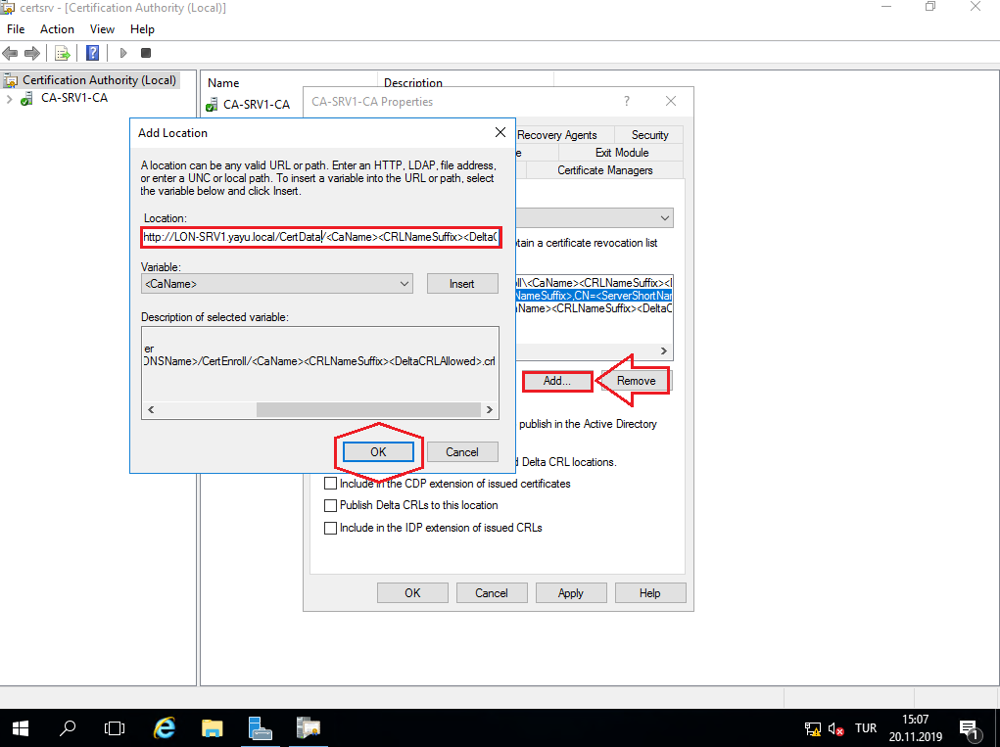 certsrv - [Certification Authority (Local)]
File Action View Help
Certification Authority (Local)
CA-SRV1-CA
Name Description
CA-SRV1-CA
CA-SRV1-CA Properties
?
Recovery Agents Security
Exit Module
Certificate Managers
tain a certificate revocation list
oll\<CaName><CRLNameSuffix><
NameSuffix>,CN=<ServerShortNam
aName><CRLNameSuffix><DeltaC
Add... Remove
publish in the Active Directory
d Delta CRL locations.
Include in the CDP extension of issued certificates
Publish Delta CRLs to this location
Include in the IDP extension of issued CRLs
OK Cancel Apply Help
Add Location
A location can be any valid URL or path. Enter an HTTP, LDAP, file address,
or enter a UNC or local path. To insert a variable into the URL or path, select
the variable below and click Insert.
Location:
http://LON-SRV1.yayu.local/CertData/<CaName><CRLNameSuffix><Delta
Variable:
<CaName> Insert
Description of selected variable:
er
DNSName>/CertEnroll/<CaName><CRLNameSuffix><DeltaCRLAllowed>.crl
OK Cancel
TUR
15:07
20.11.2019
1